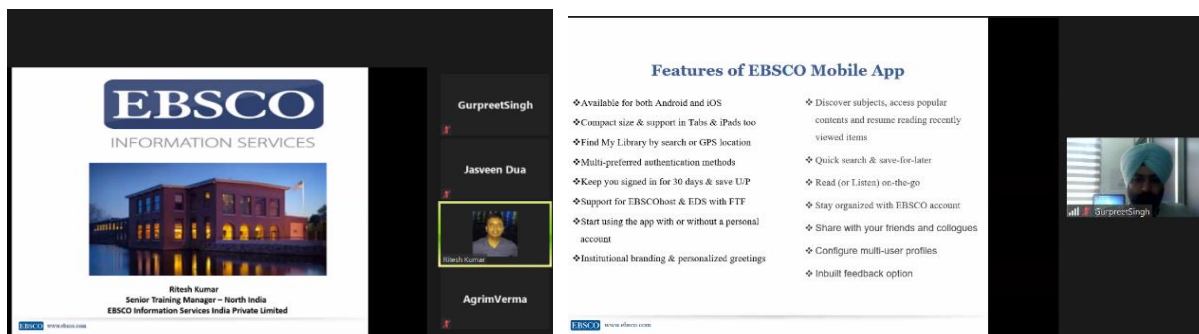 EBSCO
INFORMATION SERVICES
Ritesh Kumar
Senior Training Manager – North India
EBSCO Information Services India Private Limited
EBSCO www.ebsco.com
GurpreetSingh
Jasveen Dua
Ritesh Kumar
AgrimVerma
Features of EBSCO Mobile App
❖Available for both Android and iOS
❖Compact size & support in Tabs & iPads too
❖Find My Library by search or GPS location
❖Multi-preferred authentication methods
❖Keep you signed in for 30 days & save U/P
❖Support for EBSCOhost & EDS with FTF
❖Start using the app with or without a personal
account
❖Institutional branding & personalized greetings
❖ Discover subjects, access popular
contents and resume reading recently
viewed items
❖ Quick search & save-for-later
❖ Read (or Listen) on-the-go
❖ Stay organized with EBSCO account
❖ Share with your friends and collogues
❖ Configure multi-user profiles
❖ Inbuilt feedback option
EBSCO www.ebsco.com
GurpreetSingh